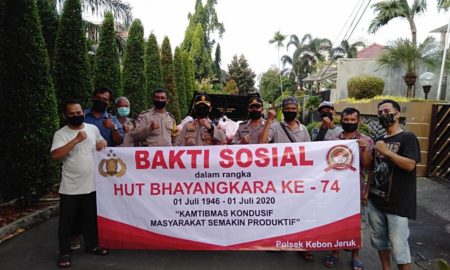 BAKTI SOSIAL
dalam rangka
HUT BHAYANGKARA KE - 74
01 Juli 1946 - 01 Juli 2020
"KAMTIBMAS KONDUSIF
MASYARAKAT SEMAKIN PRODUKTIF"
Polsek Kebon Jeruk